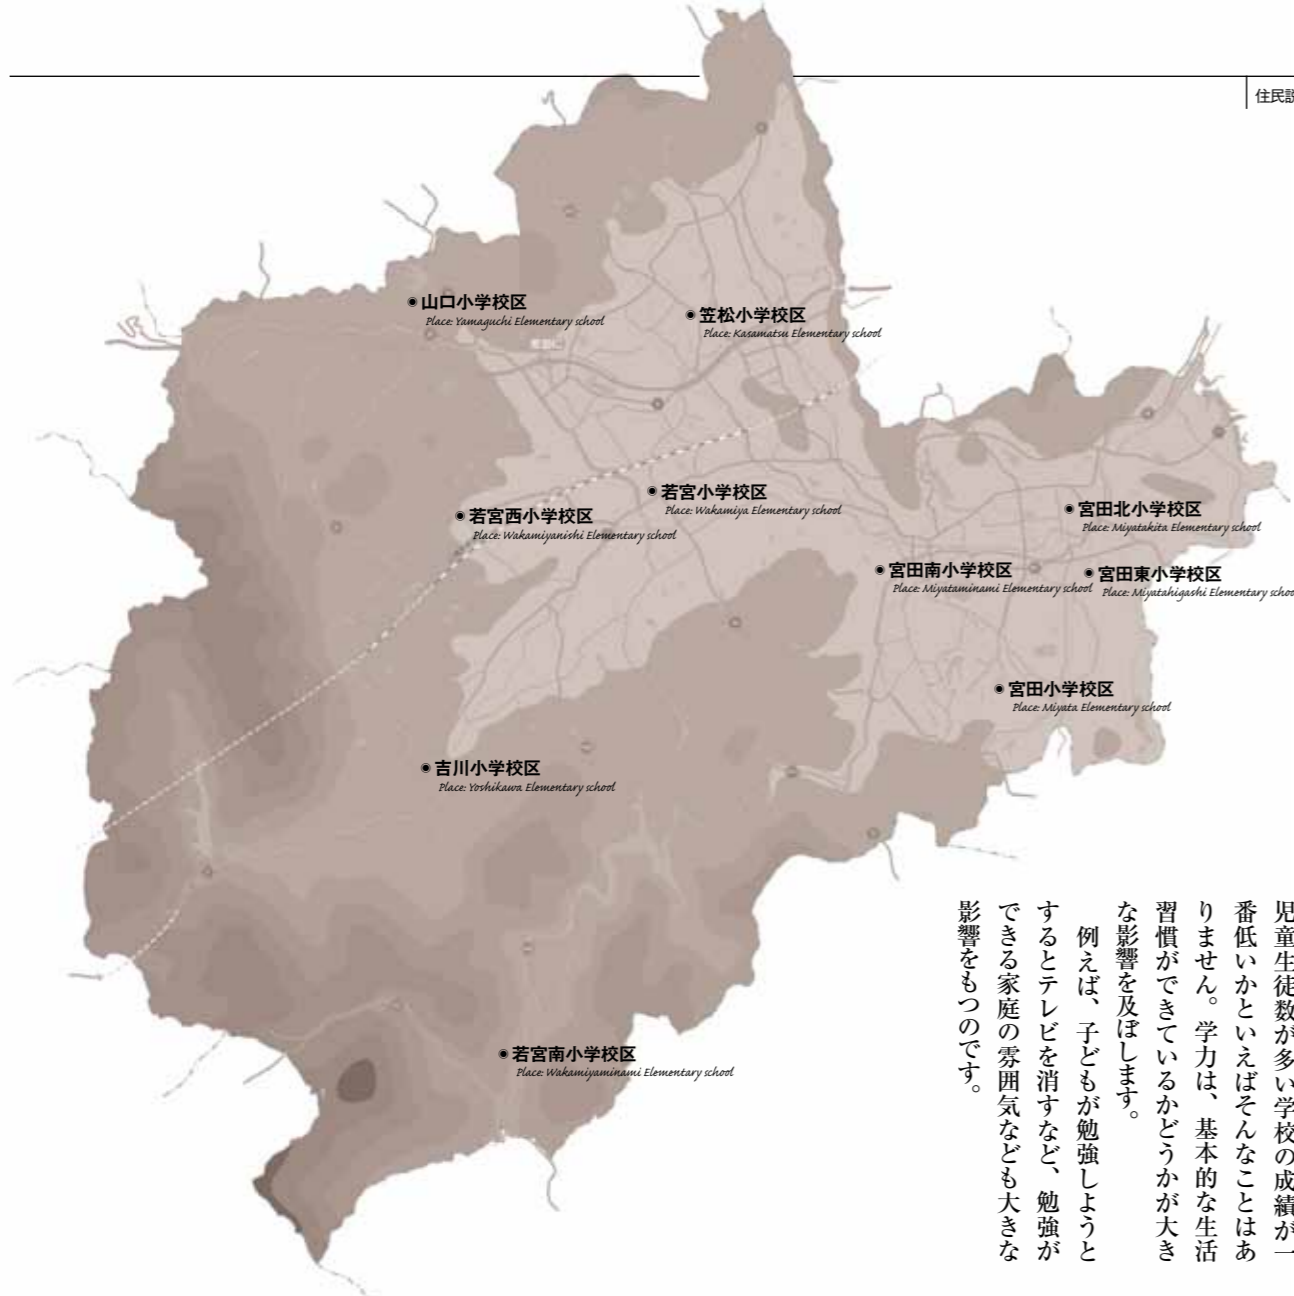 住民説
山口小学校区
Place: Yamaguchi Elementary school
笠松小学校区
Place: Kasamatsu Elementary school
若宮小学校区
Place: Wakamiya Elementary school
若宮西小学校区
Place: Wakamiyanishi Elementary school
宮田北小学校区
Place: Miyatakita Elementary school
宮田南小学校区
Place: Miyataminami Elementary school
宮田東小学校区
Place: Miyatahigashi Elementary schoo
宮田小学校区
Place: Miyata Elementary school
吉川小学校区
Place: Yoshikawa Elementary school
若宮南小学校区
Place: Wakamiyaminami Elementary school
児童生徒数が多い学校の成績が一
番低いかといえばそんなことはあ
りません。学力は、基本的な生活
習慣ができているかどうかが大き
な影響を及ぼします。
例えば、子どもが勉強しようと
するとテレビを消すなど、勉強が
できる家庭の雰囲気なども大きな
影響をもつのです。